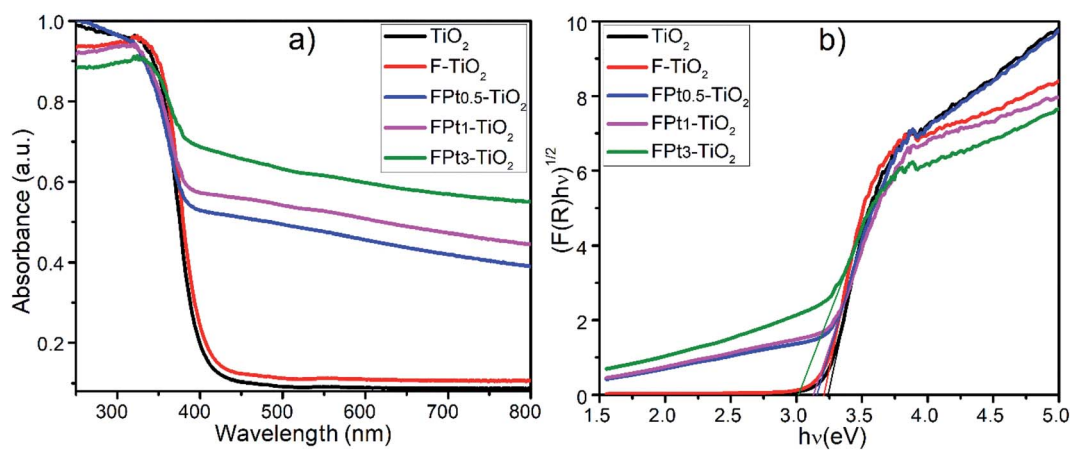 a)
TiO₂
F-TiO₂
FPt0.5-TiO₂
FPt1-TiO₂
FPt3-TiO₂
1.0
0.8
0.6
0.4
0.2
Absorbance (a.u.)
300 400 500 600 700 800
Wavelength (nm)
b)
TiO₂
F-TiO₂
FPt0.5-TiO₂
FPt1-TiO₂
FPt3-TiO₂
10
8
6
4
2
0
(F(R)hν)^1/2
1.5 2.0 2.5 3.0 3.5 4.0 4.5 5.0
hν(eV)